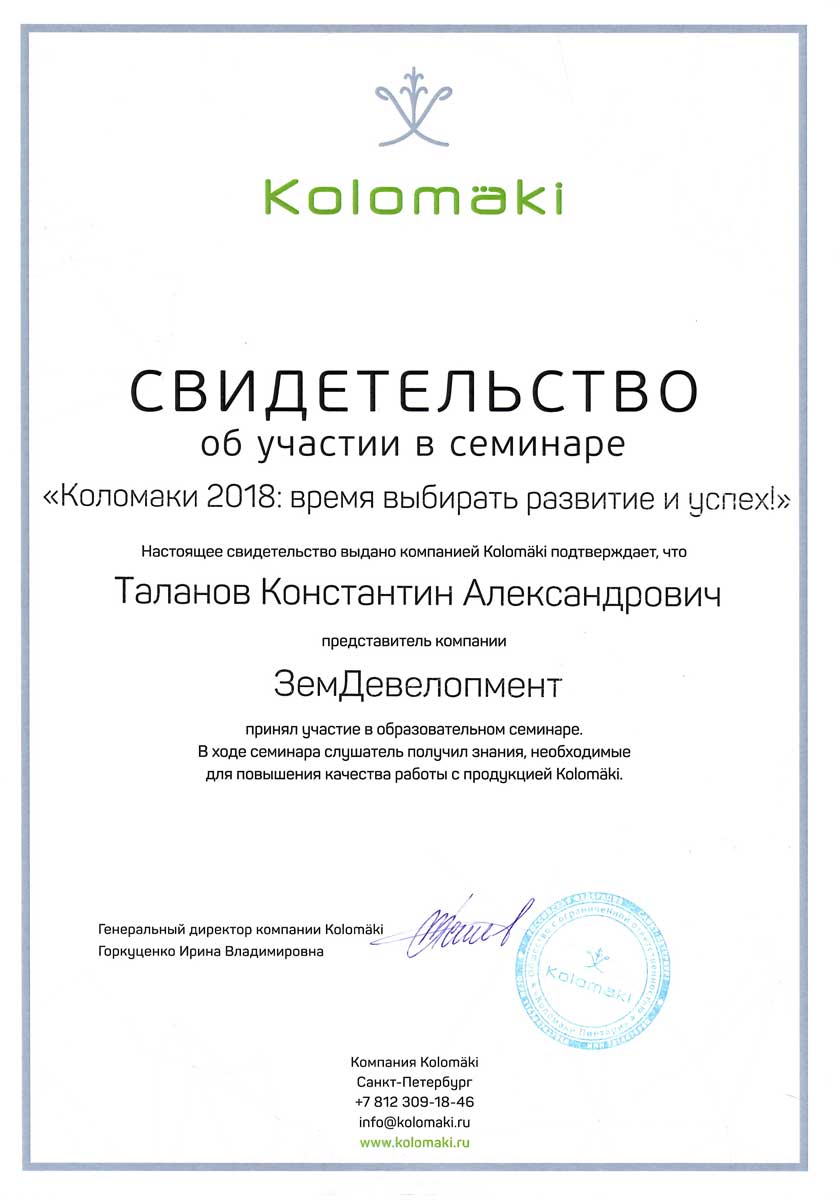 Kolomäki
СВИДЕТЕЛЬСТВО
об участии в семинаре
«Коломаки 2018: время выбирать развитие и успех!»
Настоящее свидетельство выдано компанией Kolomäki подтверждает, что
Таланов Константин Александрович
представитель компании
ЗемДевелопмент
принял участие в образовательном семинаре.
В ходе семинара слушатель получил знания, необходимые
для повышения качества работы с продукцией Kolomäki.
Генеральный директор компании Kolomäki
Горкуценко Ирина Владимировна
Общество с ограниченной ответственностью
Kolomäki
Компания Kolomäki
Санкт-Петербург
+7 812 309-18-46
info@kolomaki.ru
www.kolomaki.ru